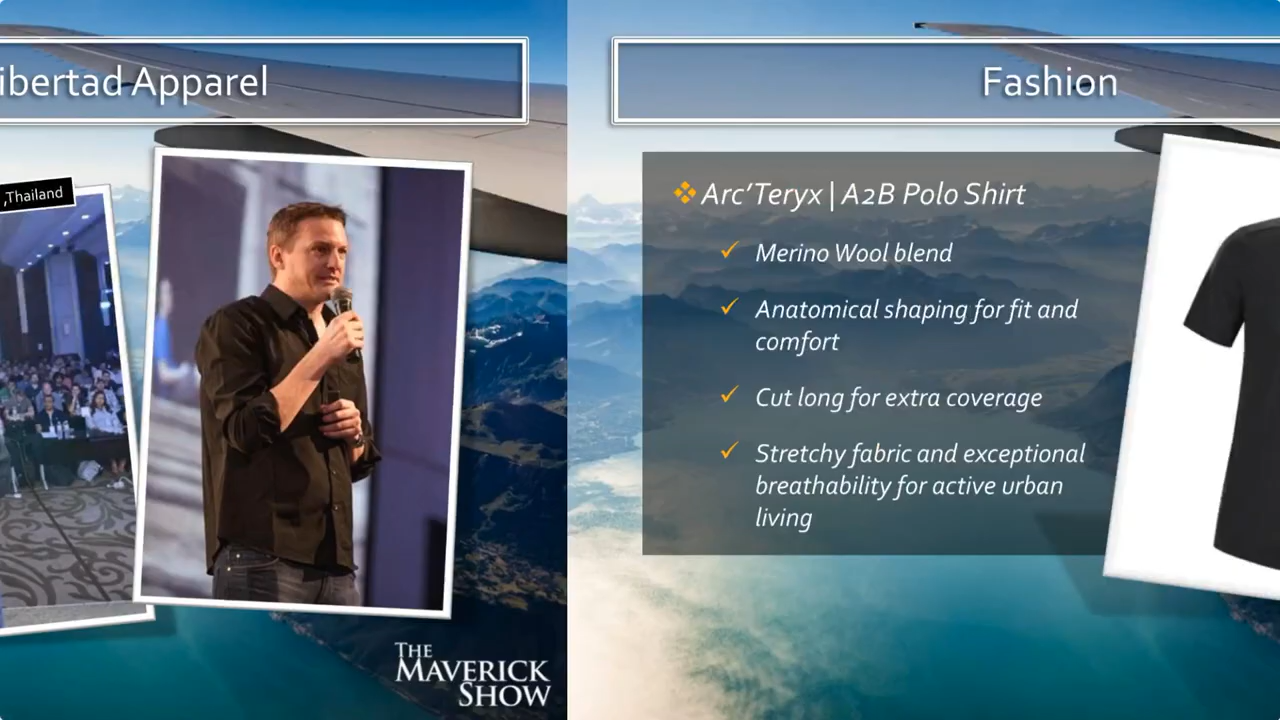 ibertad Apparel
,Thailand
THE
MAVERICK
SHOW
Fashion
Arc'Teryx | A2B Polo Shirt
Merino Wool blend
Anatomical shaping for fit and
comfort
Cut long for extra coverage
Stretchy fabric and exceptional
breathability for active urban
living